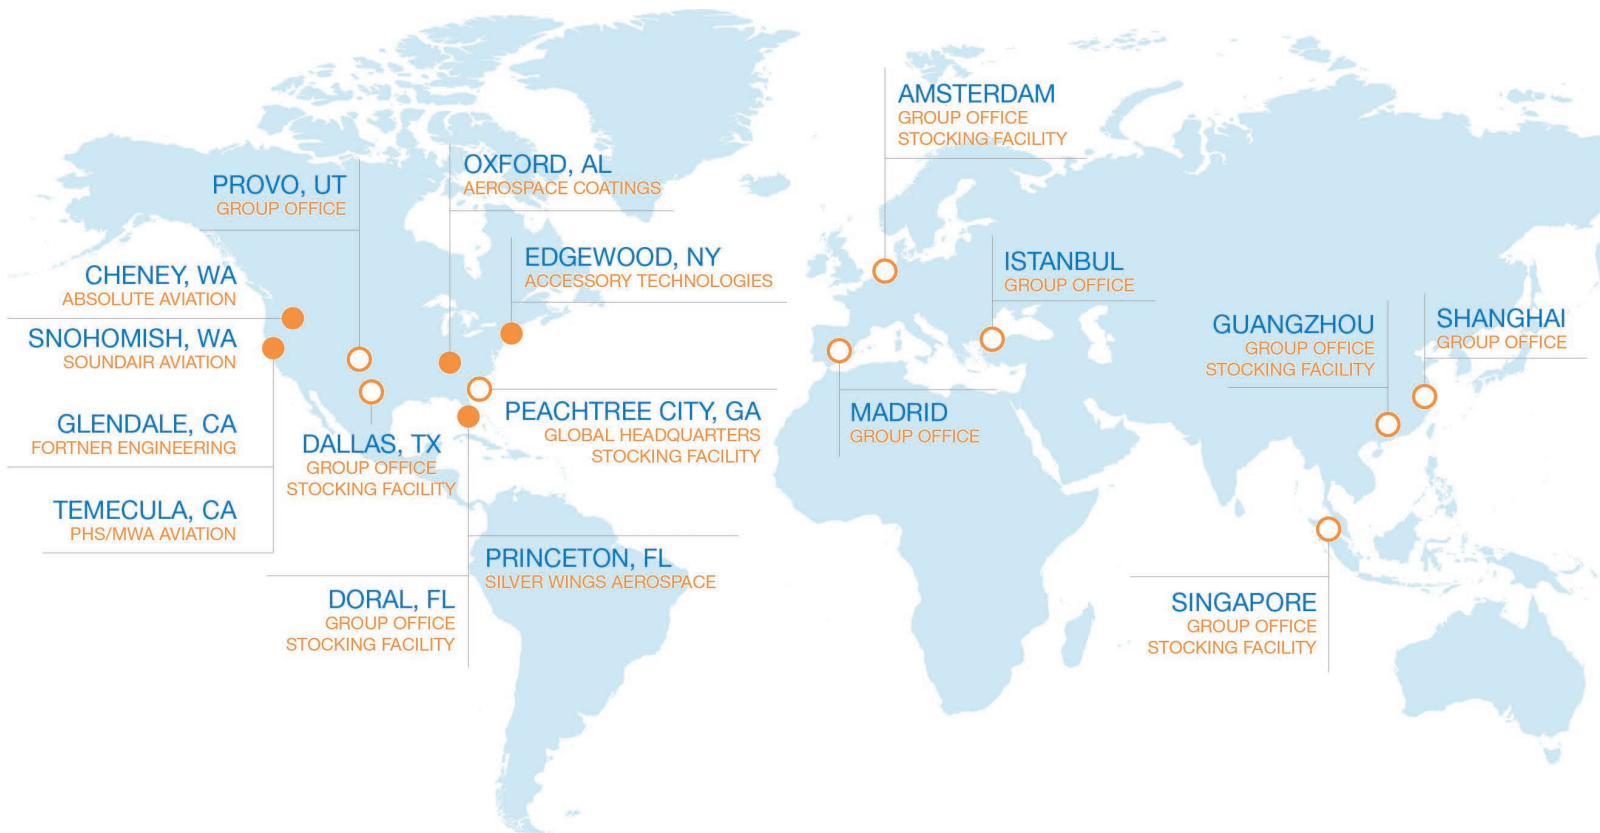 AMSTERDAM
GROUP OFFICE
STOCKING FACILITY
OXFORD, AL
AEROSPACE COATINGS
PROVO, UT
GROUP OFFICE
EDGEWOOD, NY
ACCESSORY TECHNOLOGIES
ISTANBUL
GROUP OFFICE
CHENEY, WA
ABSOLUTE AVIATION
SNOHOMISH, WA
SOUNDAIR AVIATION
GUANGZHOU
GROUP OFFICE
STOCKING FACILITY
SHANGHAI
GROUP OFFICE
GLENDALE, CA
FORTNER ENGINEERING
DALLAS, TX
GROUP OFFICE
STOCKING FACILITY
PEACHTREE CITY, GA
GLOBAL HEADQUARTERS
STOCKING FACILITY
MADRID
GROUP OFFICE
TEMECULA, CA
PHS/MWA AVIATION
PRINCETON, FL
SILVER WINGS AEROSPACE
DORAL, FL
GROUP OFFICE
STOCKING FACILITY
SINGAPORE
GROUP OFFICE
STOCKING FACILITY